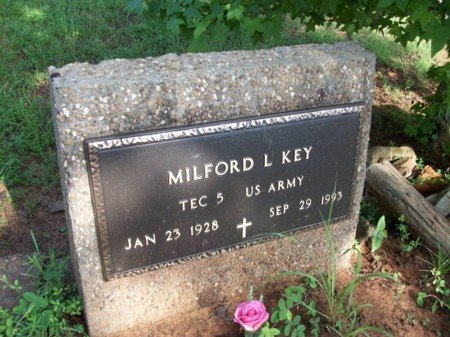 MILFORD L KEY
TEC 5 US ARMY
JAN 23 1928 SEP 29 1993